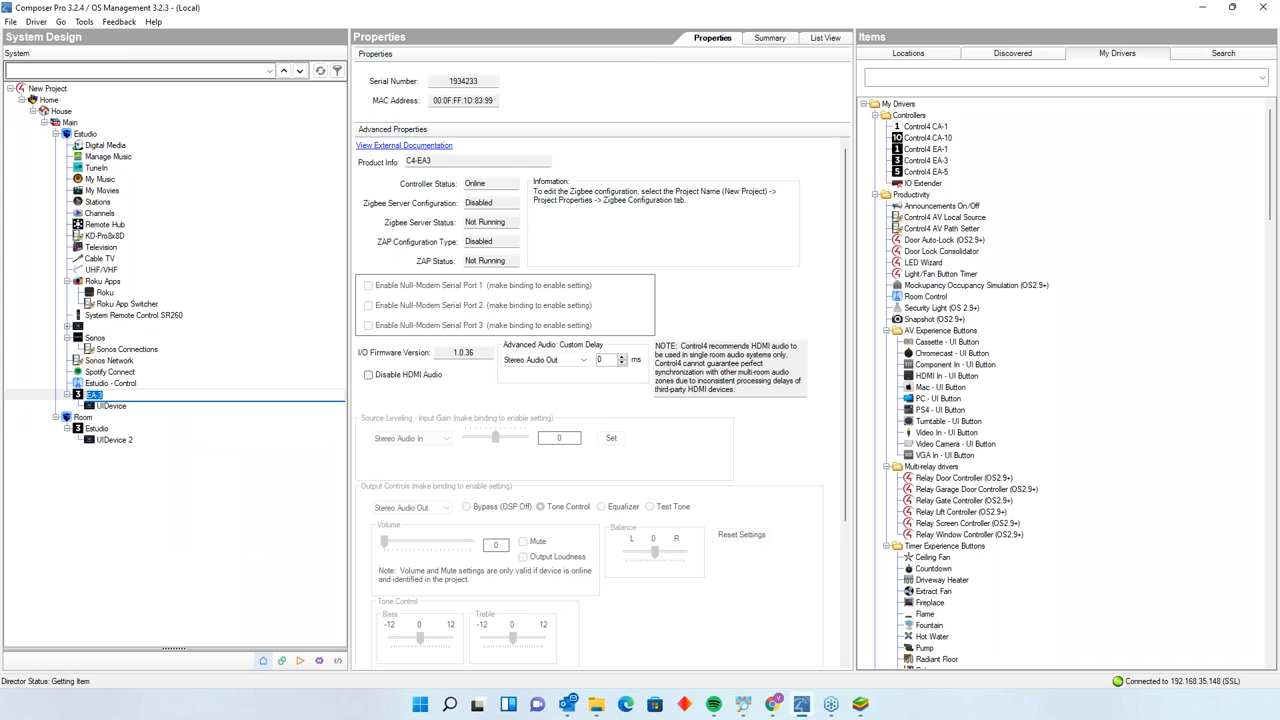 Composer Pro 3.2.4 / OS Management 3.2.3 - (Local)
File Driver Go Tools Feedback Help
System Design
System
New Project
Home
House
Main
Estudio
Digital Media
Manage Music
TuneIn
My Music
My Movies
Stations
Channels
Remote Hub
KD-Pro8x8D
Television
Cable TV
UHF/VHF
Roku Apps
Roku
Roku App Switcher
System Remote Control SR260
Sonos
Sonos Connections
Sonos Network
Spotify Connect
Estudio - Control
EA-3
UIDevice
Room
Estudio
UIDevice 2
Properties
Properties Summary List View
Properties
Serial Number: 1934233
MAC Address: 00:0F:FF:1D:83:99
Advanced Properties
View External Documentation
Product Info: C4-EA3
Controller Status: Online
Zigbee Server Configuration: Disabled
Zigbee Server Status: Not Running
ZAP Configuration Type: Disabled
ZAP Status: Not Running
Information:
To edit the Zigbee configuration, select the Project Name (New Project) ->
Project Properties -> Zigbee Configuration tab.
Enable Null-Modem Serial Port 1 (make binding to enable setting)
Enable Null-Modem Serial Port 2 (make binding to enable setting)
Enable Null-Modem Serial Port 3 (make binding to enable setting)
I/O Firmware Version: 1.0.36
Disable HDMI Audio
Advanced Audio: Custom Delay
Stereo Audio Out 0 ms
NOTE: Control4 recommends HDMI audio to
be used in single room audio systems only.
Control4 cannot guarantee perfect
synchronization with other multi-room audio
zones due to inconsistent processing delays of
third-party HDMI devices.
Source Leveling - Input Gain (make binding to enable setting)
Stereo Audio In 0 Set
Output Controls (make binding to enable setting)
Stereo Audio Out Bypass (DSP Off) Tone Control Equalizer Test Tone
Volume
0 Mute
Output Loudness
Note: Volume and Mute settings are only valid if device is online
and identified in the project.
Balance
L 0 R
Reset Settings
Tone Control
Bass
-12 0 12
Treble
-12 0 12
Items
Locations Discovered My Drivers Search
My Drivers
Controllers
1 Control4 CA-1
10 Control4 CA-10
1 Control4 EA-1
3 Control4 EA-3
5 Control4 EA-5
IO Extender
Productivity
Announcements On/Off
Control4 AV Local Source
Control4 AV Path Setter
Door Auto-Lock (OS2.9+)
Door Lock Consolidator
LED Wizard
Light/Fan Button Timer
Mockupancy Occupancy Simulation (OS2.9+)
Room Control
Security Light (OS 2.9+)
Snapshot (OS2.9+)
AV Experience Buttons
Cassette - UI Button
Chromecast - UI Button
Component In - UI Button
HDMI In - UI Button
Mac - UI Button
PC - UI Button
PS4 - UI Button
Turntable - UI Button
Video In - UI Button
Video Camera - UI Button
VGA In - UI Button
Multi-relay drivers
Relay Door Controller (OS2.9+)
Relay Garage Door Controller (OS2.9+)
Relay Gate Controller (OS2.9+)
Relay Lift Controller (OS2.9+)
Relay Screen Controller (OS2.9+)
Relay Window Controller (OS2.9+)
Timer Experience Buttons
Ceiling Fan
Countdown
Driveway Heater
Extract Fan
Fireplace
Flame
Fountain
Hot Water
Pump
Radiant Floor
Director Status: Getting Item
Connected to 192.168.35.148 (SSL)